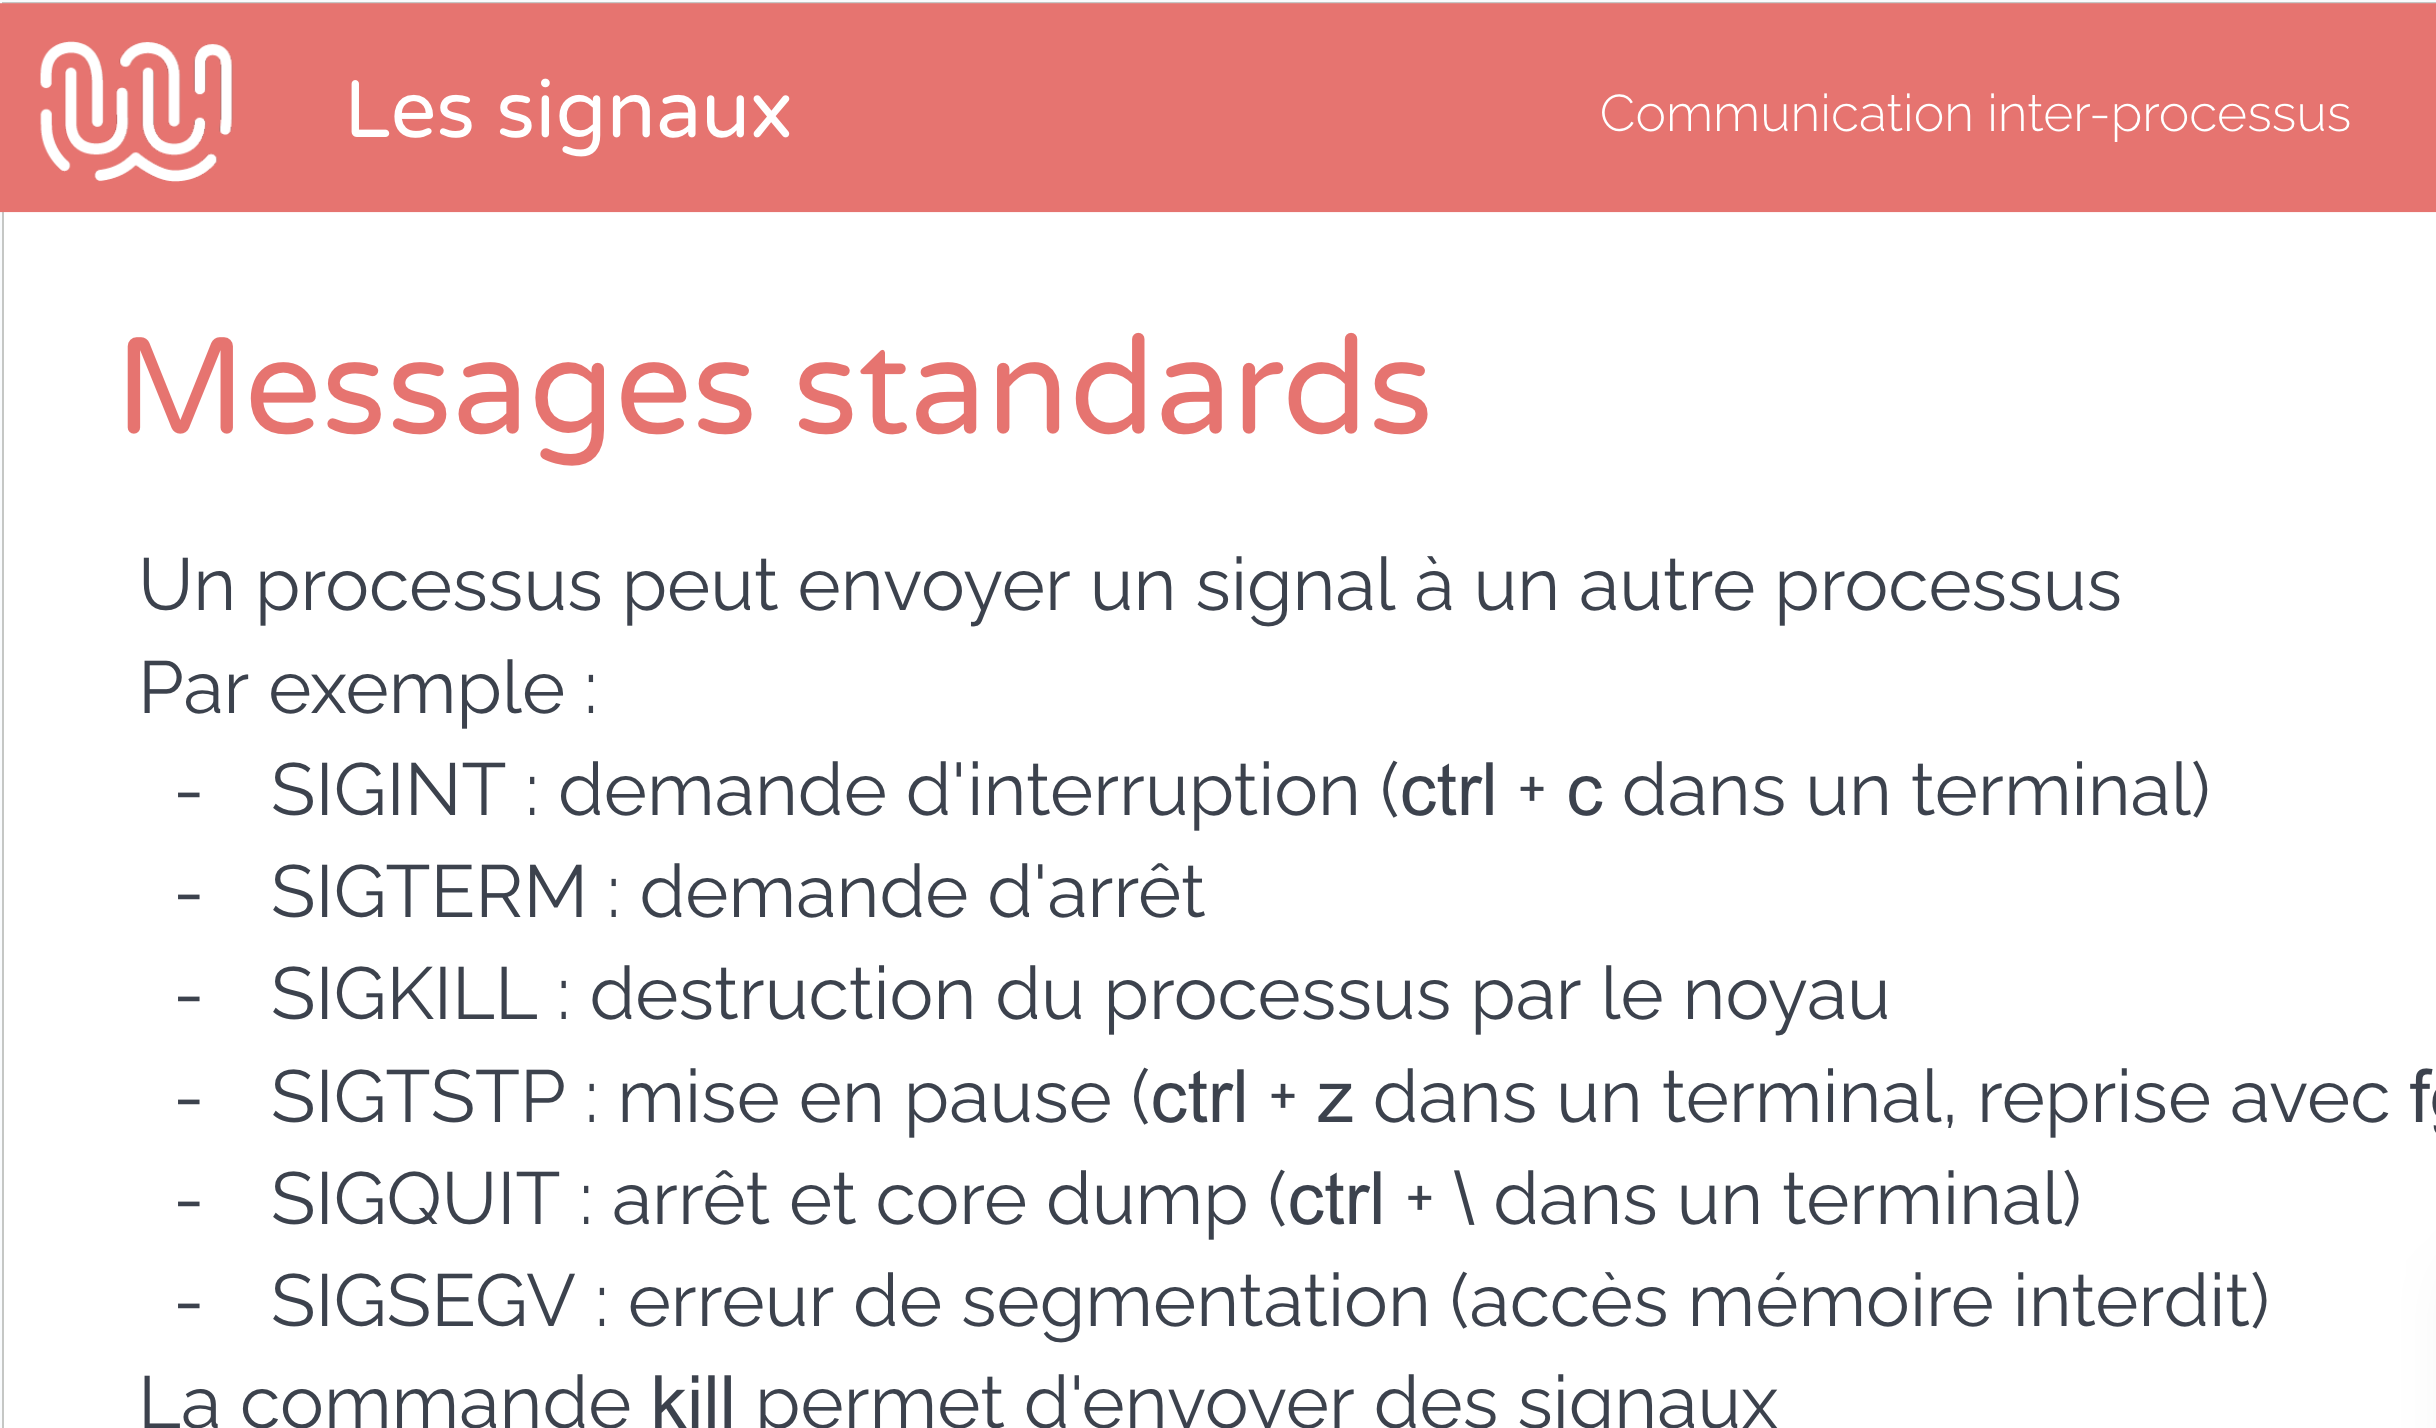 Les signaux
Communication inter-processus
Messages standards
Un processus peut envoyer un signal à un autre processus
Par exemple :
- SIGINT : demande d'interruption (ctrl + c dans un terminal)
- SIGTERM : demande d'arrêt
- SIGKILL : destruction du processus par le noyau
- SIGTSTP : mise en pause (ctrl + z dans un terminal, reprise avec
- SIGQUIT : arrêt et core dump (ctrl + \ dans un terminal)
- SIGSEGV : erreur de segmentation (accès mémoire interdit)
La commande kill permet d'envoyer des signaux